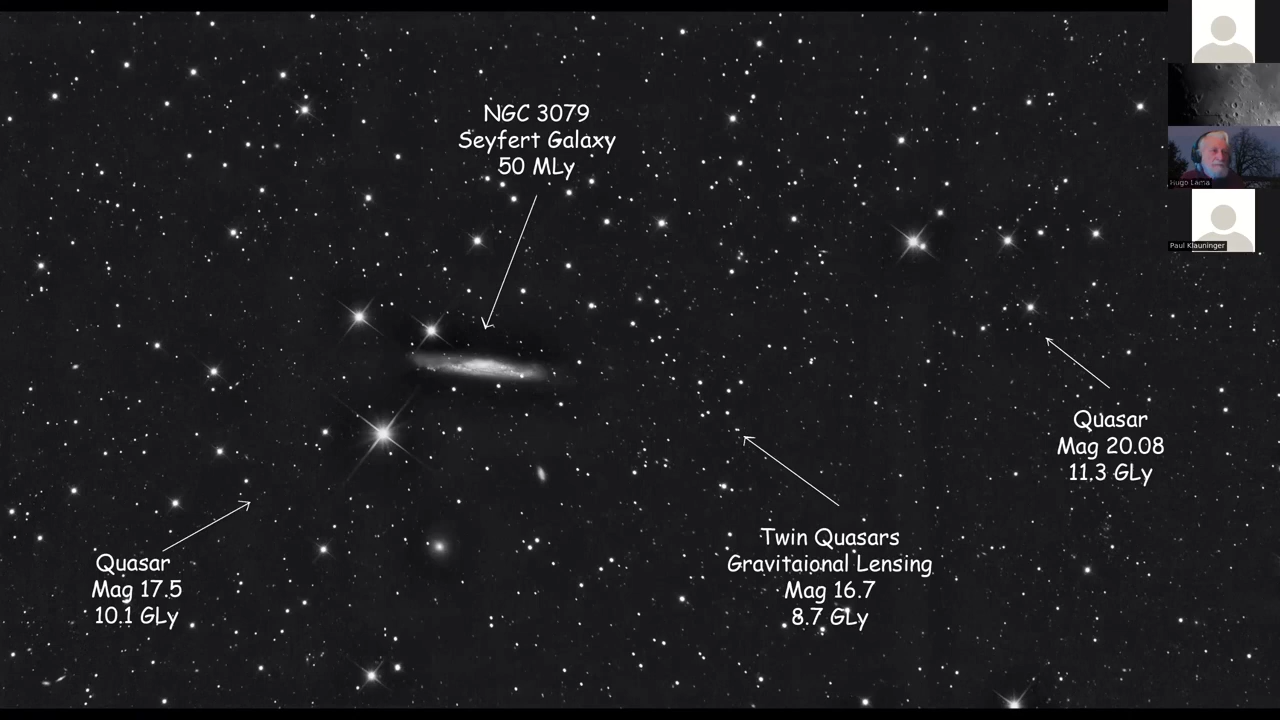 NGC 3079
Seyfert Galaxy
50 MLy
Quasar
Mag 20.08
11.3 GLy
Twin Quasars
Gravitaional Lensing
Mag 16.7
8.7 GLy
Quasar
Mag 17.5
10.1 GLy
Hugo Lama
Paul Klauninger